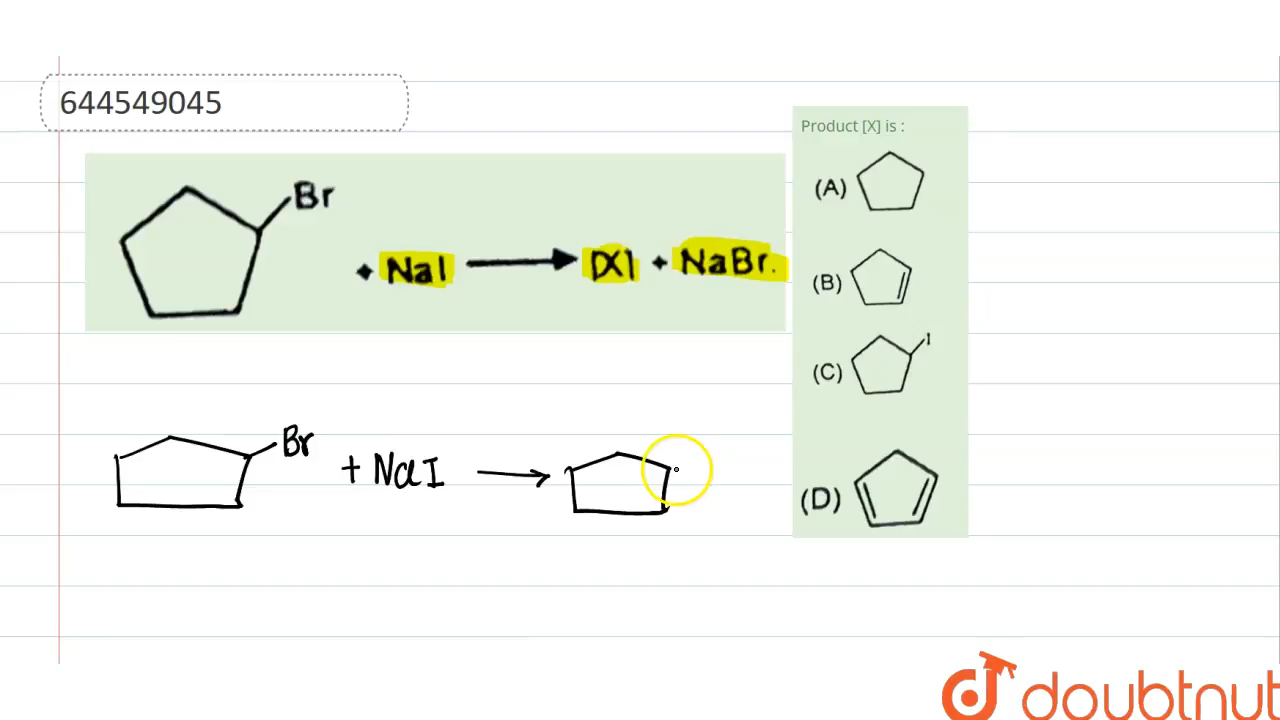 644549045
Product [X] is :
Br
+ NaI → [X] + NaBr.
(A)
(B)
(C) I
(D)
Br
+ NaI →
doubtnut